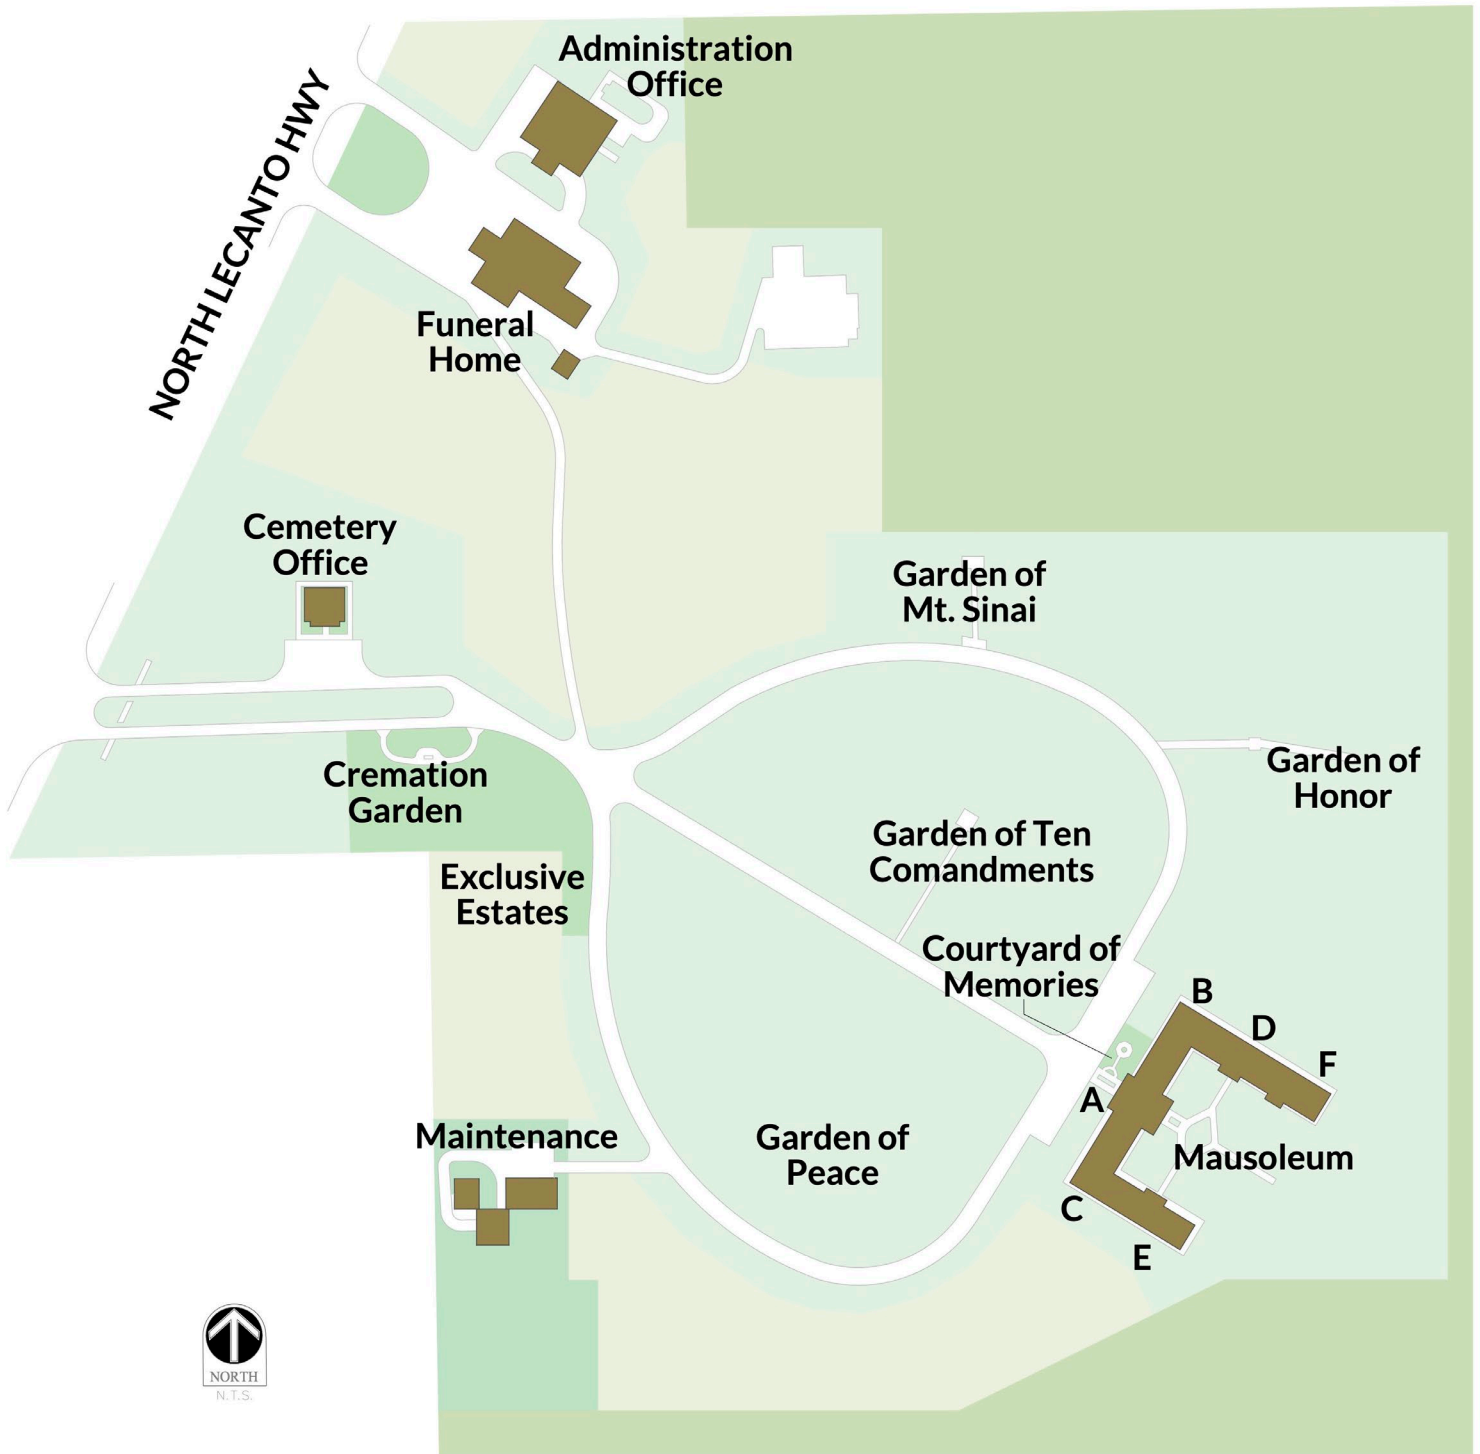 Administration
Office
NORTH LECANTO HWY
Funeral
Home
Cemetery
Office
Garden of
Mt. Sinai
Cremation
Garden
Garden of
Honor
Garden of Ten
Comandments
Exclusive
Estates
Courtyard of
Memories
B
D
F
A
Maintenance
Garden of
Peace
Mausoleum
C
E
NORTH
N.T.S.